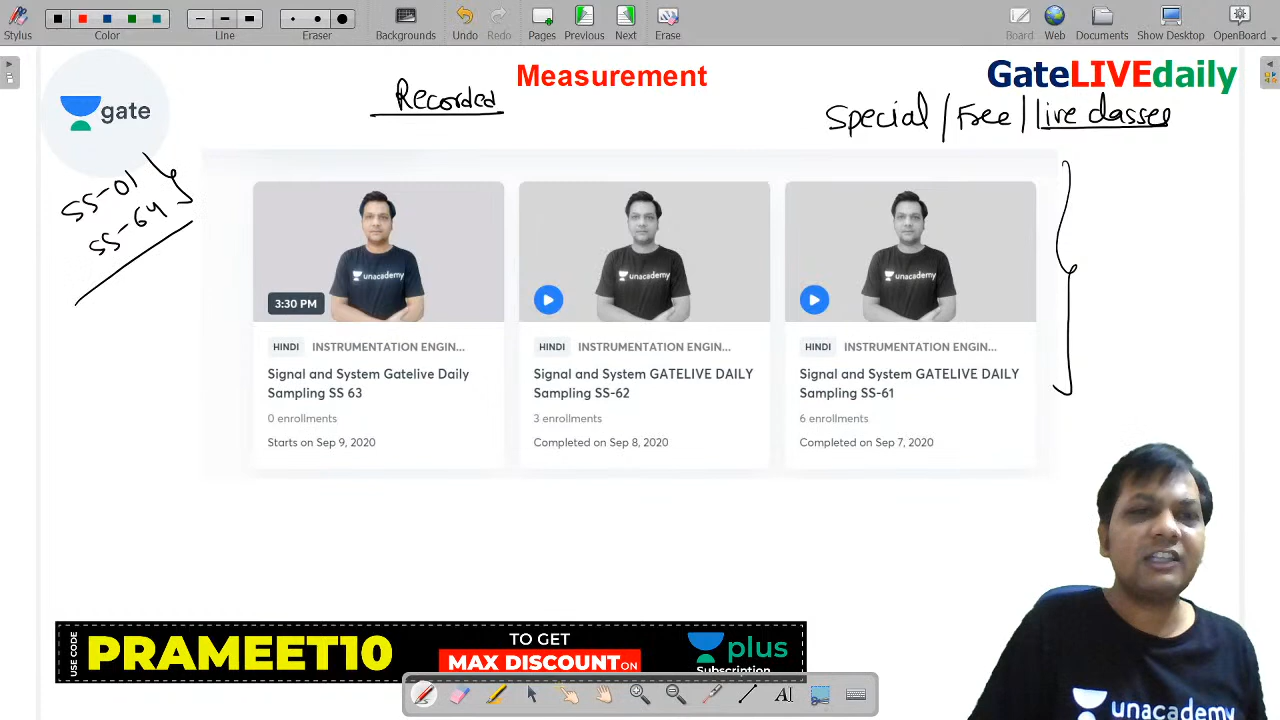 Stylus
Color
Line
Eraser
Backgrounds
Undo
Redo
Pages
Previous
Next
Erase
Board
Web
Documents
Show Desktop
OpenBoard
gate
Recorded
Measurement
GateLIVEdaily
Special / Free / live classes
SS-01
SS-64
unacademy
unacademy
unacademy
3:30 PM
HINDI INSTRUMENTATION ENGIN...
Signal and System Gatelive Daily
Sampling SS 63
0 enrollments
Starts on Sep 9, 2020
HINDI INSTRUMENTATION ENGIN...
Signal and System GATELIVE DAILY
Sampling SS-62
3 enrollments
Completed on Sep 8, 2020
HINDI INSTRUMENTATION ENGIN...
Signal and System GATELIVE DAILY
Sampling SS-61
6 enrollments
Completed on Sep 7, 2020
USE CODE
PRAMEET10
TO GET
MAX DISCOUNT ON
plus
Subscription
AI
unacademy